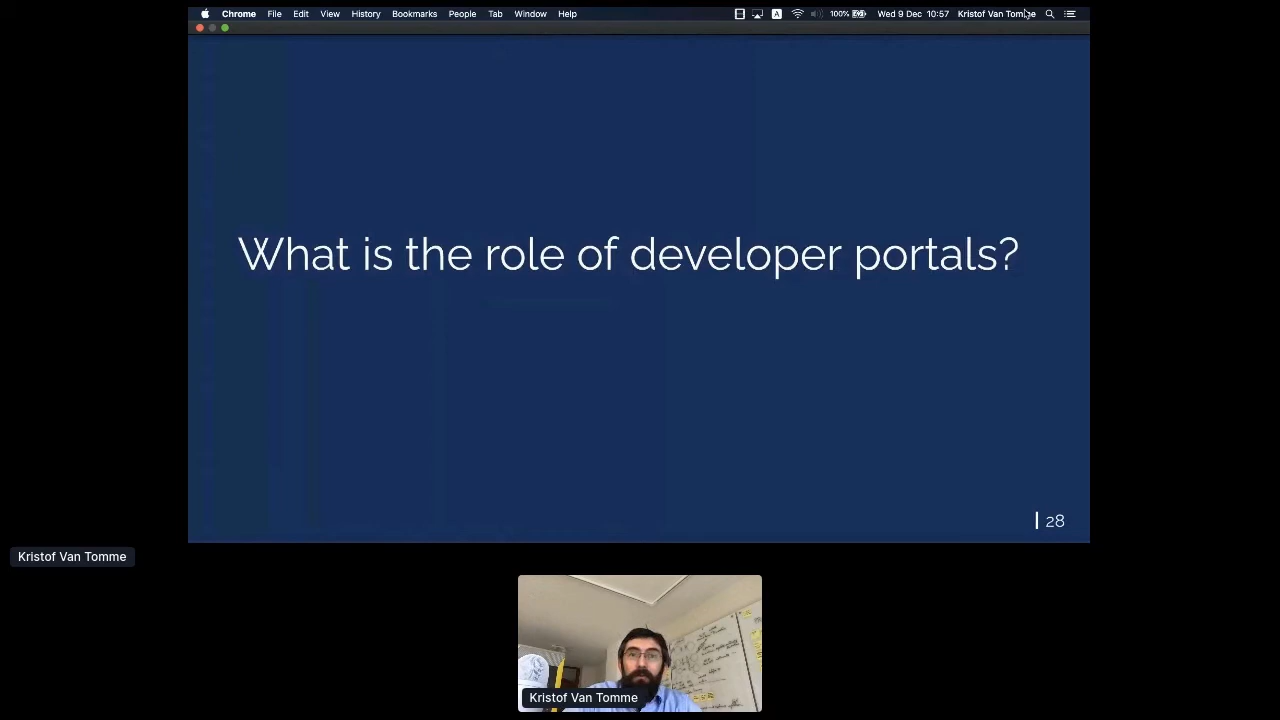 Chrome File Edit View History Bookmarks People Tab Window Help A 100% Wed 9 Dec 10:57 Kristof Van Tomme
What is the role of developer portals?
28
Kristof Van Tomme
Kristof Van Tomme